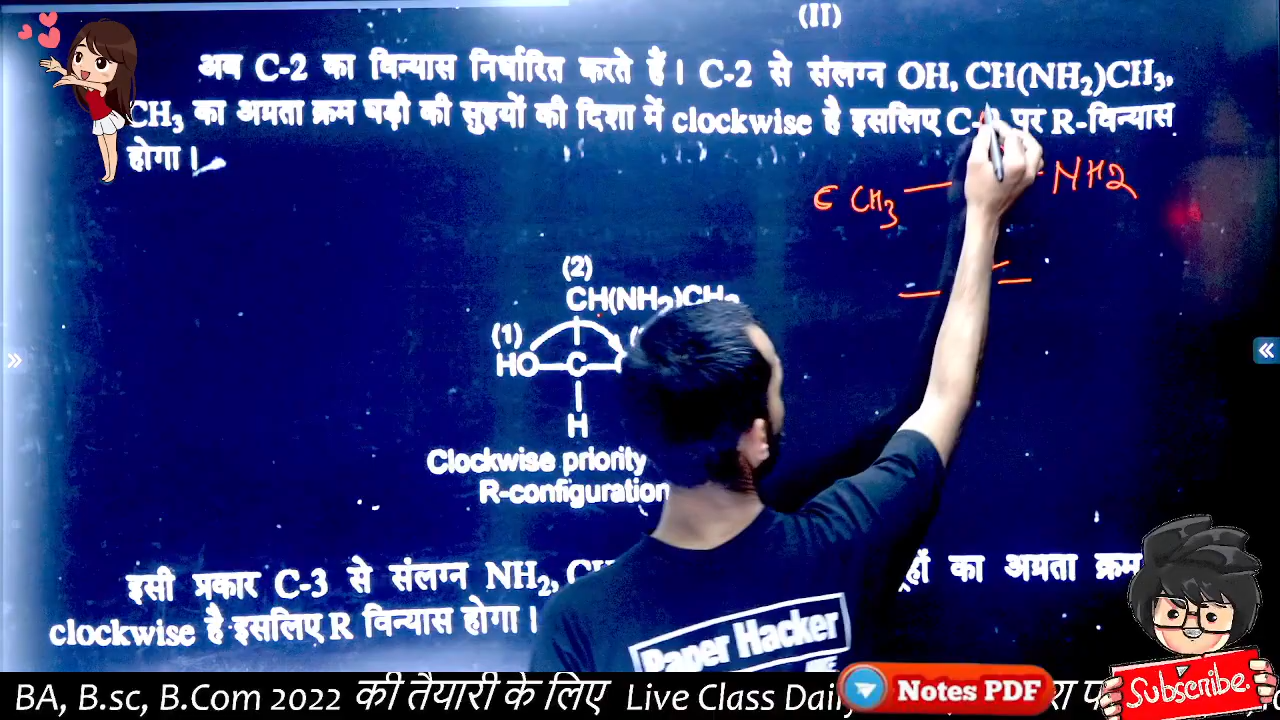 (II)
अब C-2 का विन्यास निर्धारित करते हैं। C-2 से संलग्न OH, CH(NH₂)CH₃,
CH₃ का अग्रता क्रम घड़ी की सुइयों की दिशा में clockwise है इसलिए C- पर R-विन्यास
होगा।
CH₃ NH2
(2)
CH(NH₂)CH₃
(1)
HO—C
H
Clockwise priority
R-configuration
इसी प्रकार C-3 से संलग्न NH₂, का अग्रता क्रम
clockwise है इसलिए R विन्यास होगा।
Paper Hacker
BA, B.sc, B.Com 2022 की तैयारी के लिए Live Class
Notes PDF
Subscribe.